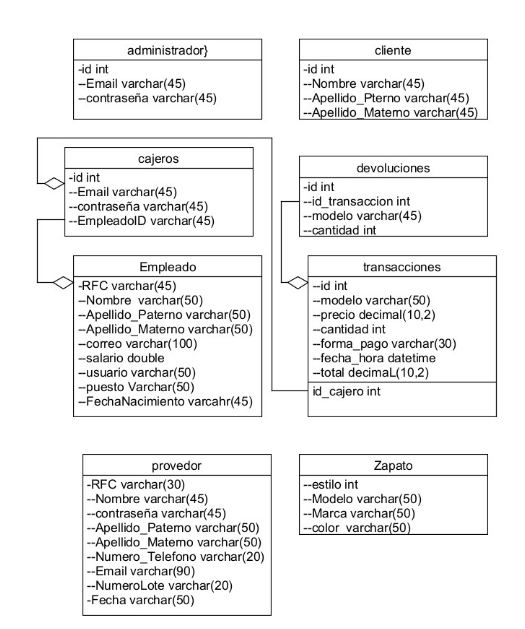 administrador}
-id int
--Email varchar(45)
--contraseña varchar(45)
cliente
-id int
--Nombre varchar(45)
--Apellido_Pterno varchar(45)
--Apellido_Materno varchar(45)
cajeros
-id int
--Email varchar(45)
--contraseña varchar(45)
--EmpleadoID varchar(45)
devoluciones
-id int
--id_transaccion int
--modelo varchar(45)
--cantidad int
Empleado
-RFC varchar(45)
--Nombre varchar(50)
--Apellido_Paterno varchar(50)
--Apellido_Materno varchar(50)
--correo varchar(100)
--salario double
--usuario varchar(50)
--puesto Varchar(50)
--FechaNacimiento varcahr(45)
transacciones
--id int
--modelo varchar(50)
--precio decimal(10,2)
--cantidad int
--forma_pago varchar(30)
--fecha_hora datetime
--total decimaL(10,2)
id_cajero int
provedor
-RFC varchar(30)
--Nombre varchar(45)
--contraseña varchar(45)
--Apellido_Paterno varchar(50)
--Apellido_Materno varchar(50)
--Numero_Telefono varchar(20)
--Email varchar(90)
--NumeroLote varchar(20)
-Fecha varchar(50)
Zapato
--estilo int
--Modelo varchar(50)
--Marca varchar(50)
--color varchar(50)